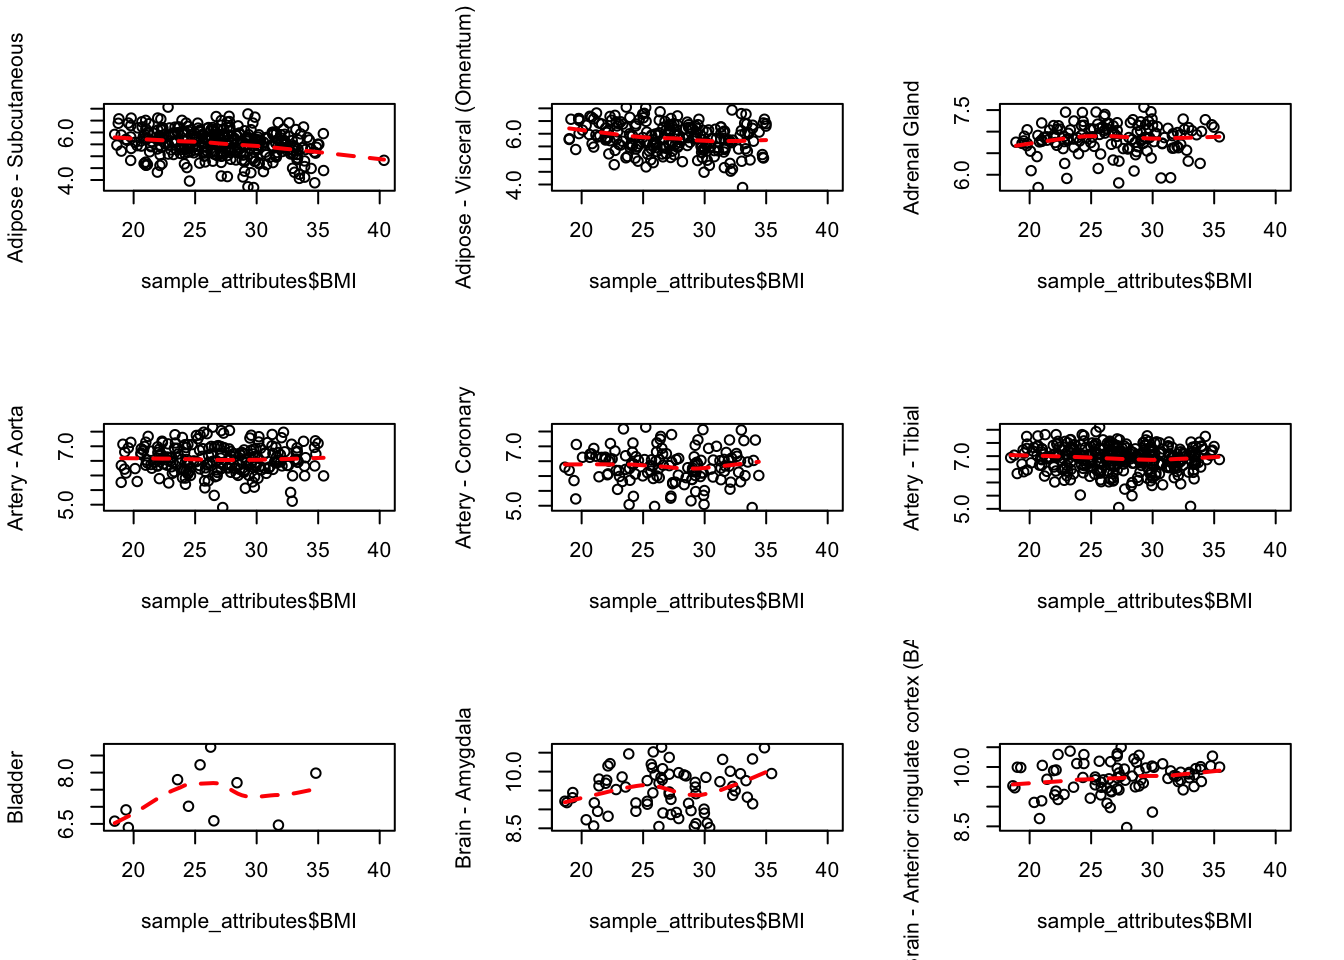 Adipose - Subcutaneous
4.0 6.0
20 25 30 35 40
sample_attributes$BMI
Adipose - Visceral (Omentum)
4.0 6.0
20 25 30 35 40
sample_attributes$BMI
Adrenal Gland
6.0 7.5
20 25 30 35 40
sample_attributes$BMI
Artery - Aorta
5.0 7.0
20 25 30 35 40
sample_attributes$BMI
Artery - Coronary
5.0 7.0
20 25 30 35 40
sample_attributes$BMI
Artery - Tibial
5.0 7.0
20 25 30 35 40
sample_attributes$BMI
Bladder
6.5 8.0
20 25 30 35 40
sample_attributes$BMI
Brain - Amygdala
8.5 10.0
20 25 30 35 40
sample_attributes$BMI
rain - Anterior cingulate cortex (BA
8.5 10.0
20 25 30 35 40
sample_attributes$BMI